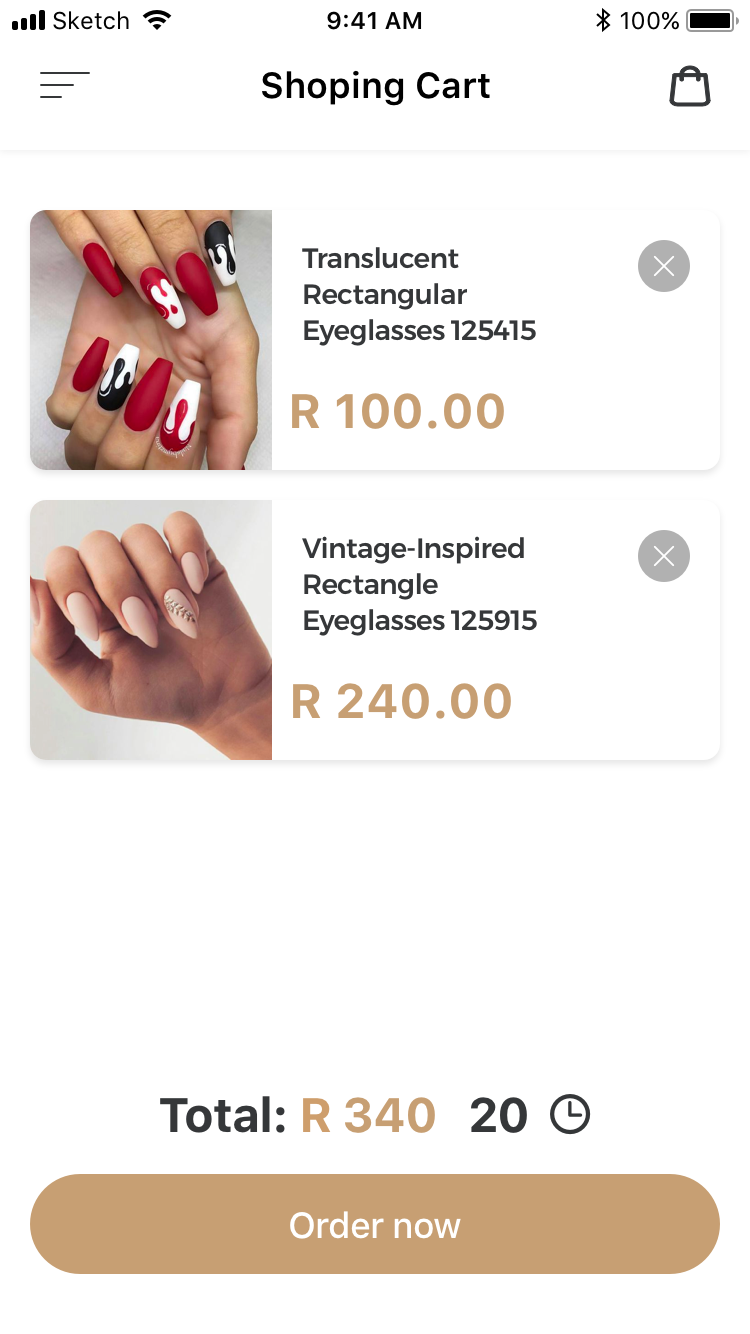 Sketch 9:41 AM 100%
Shoping Cart
Translucent
Rectangular
Eyeglasses 125415
R 100.00
Vintage-Inspired
Rectangle
Eyeglasses 125915
R 240.00
Total: R 340 20
Order now